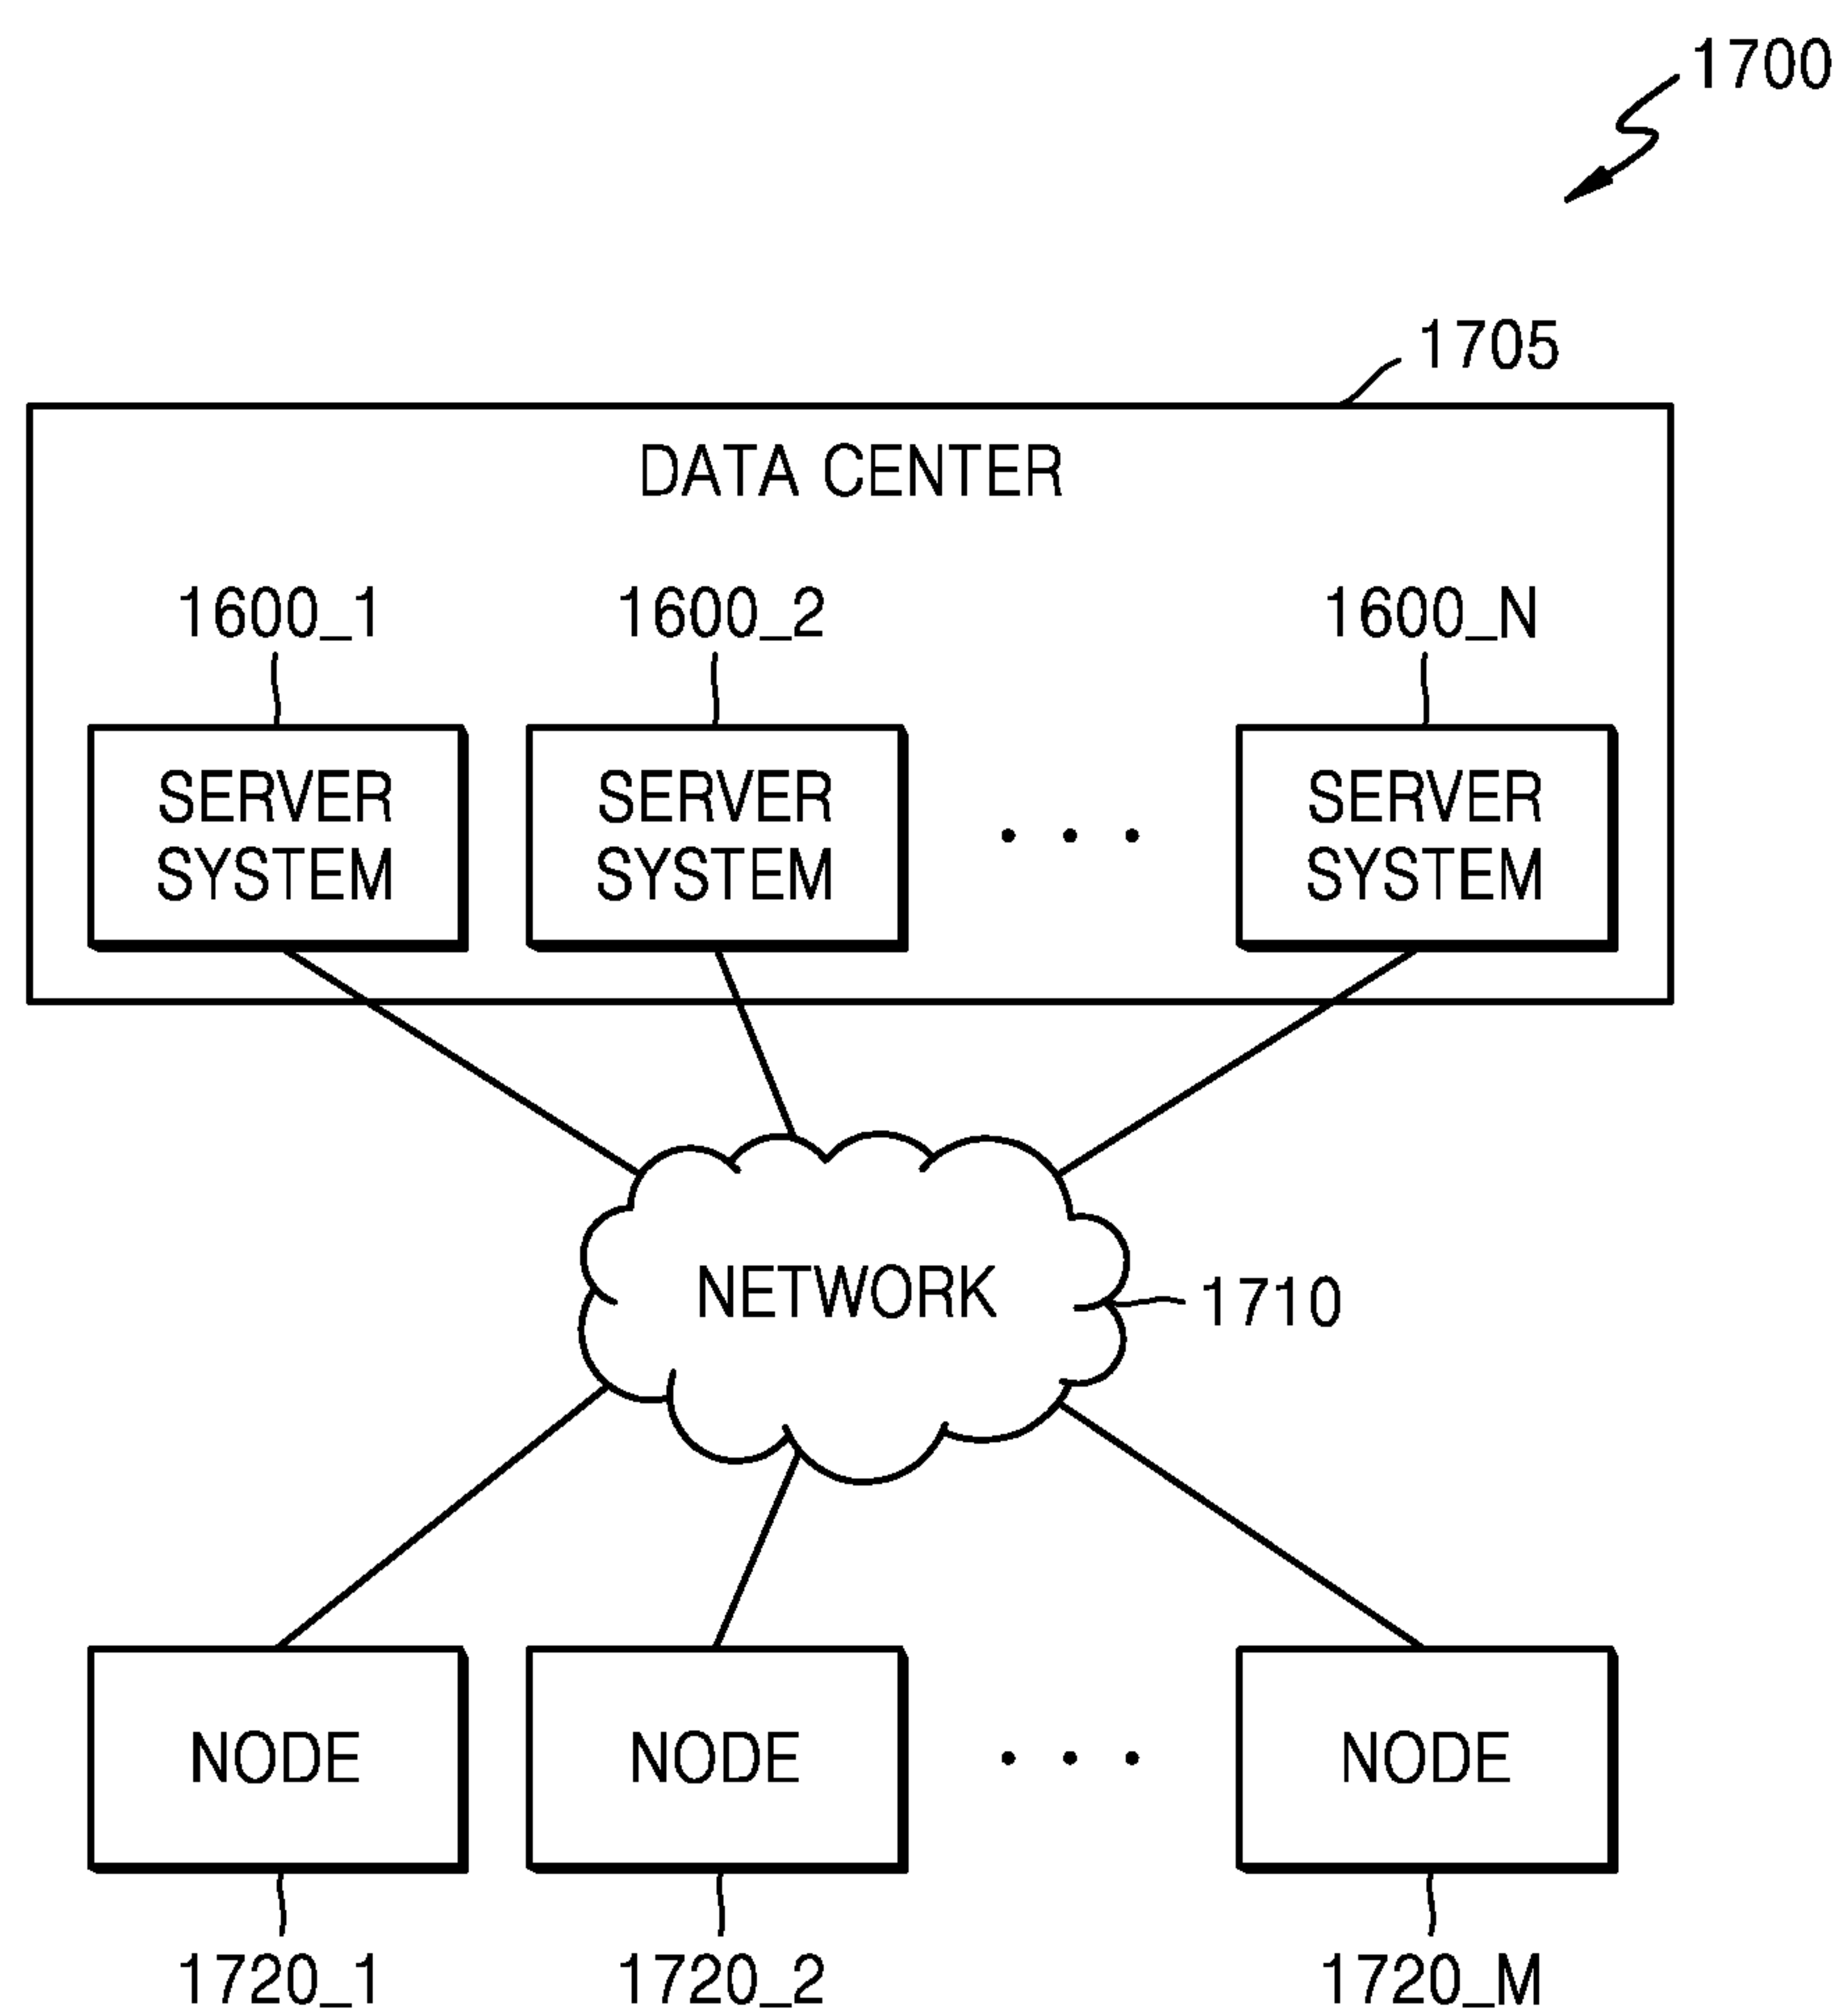 1700
1705
DATA CENTER
1600_1 1600_2 1600_N
SERVER SYSTEM
SERVER SYSTEM
. . .
SERVER SYSTEM
NETWORK
1710
NODE NODE . . . NODE
1720_1 1720_2 1720_M